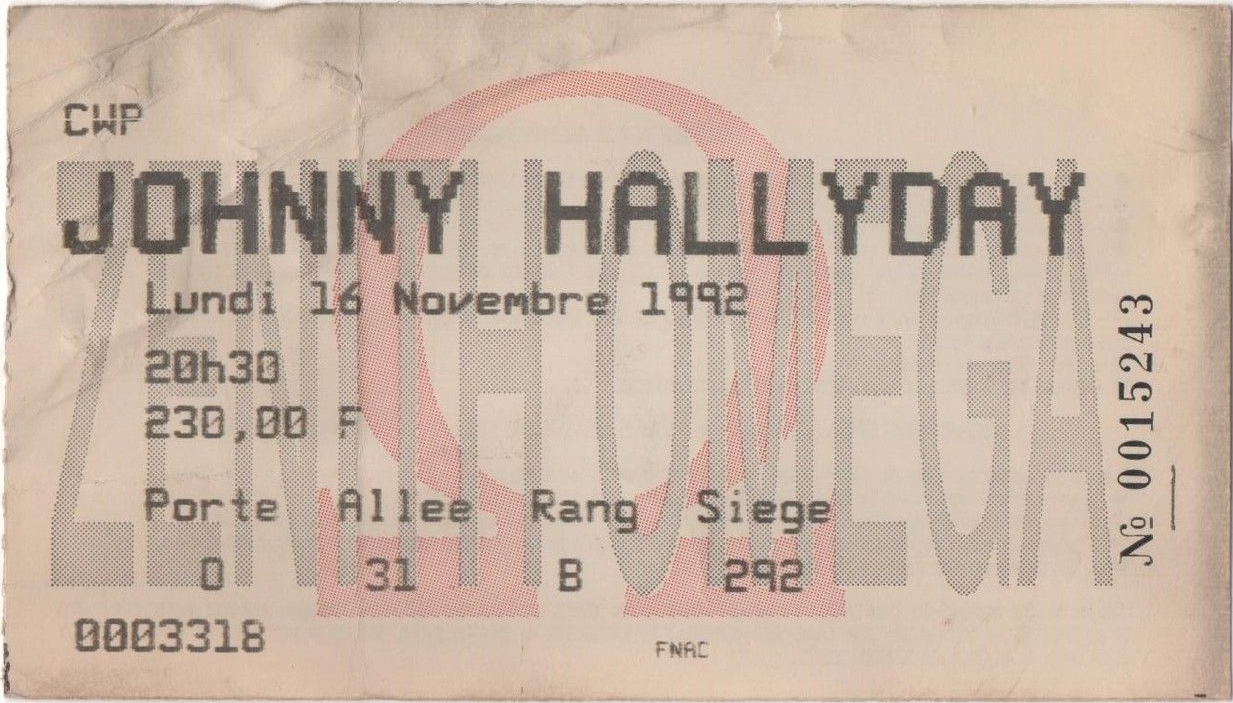 CWP
JOHNNY HALLYDAY
ZENITH OMEGA
Lundi 16 Novembre 1992
20h30
230,00 F
Porte Allee Rang Siege
0 31 B 292
0003318
FNAC
№ 0015243